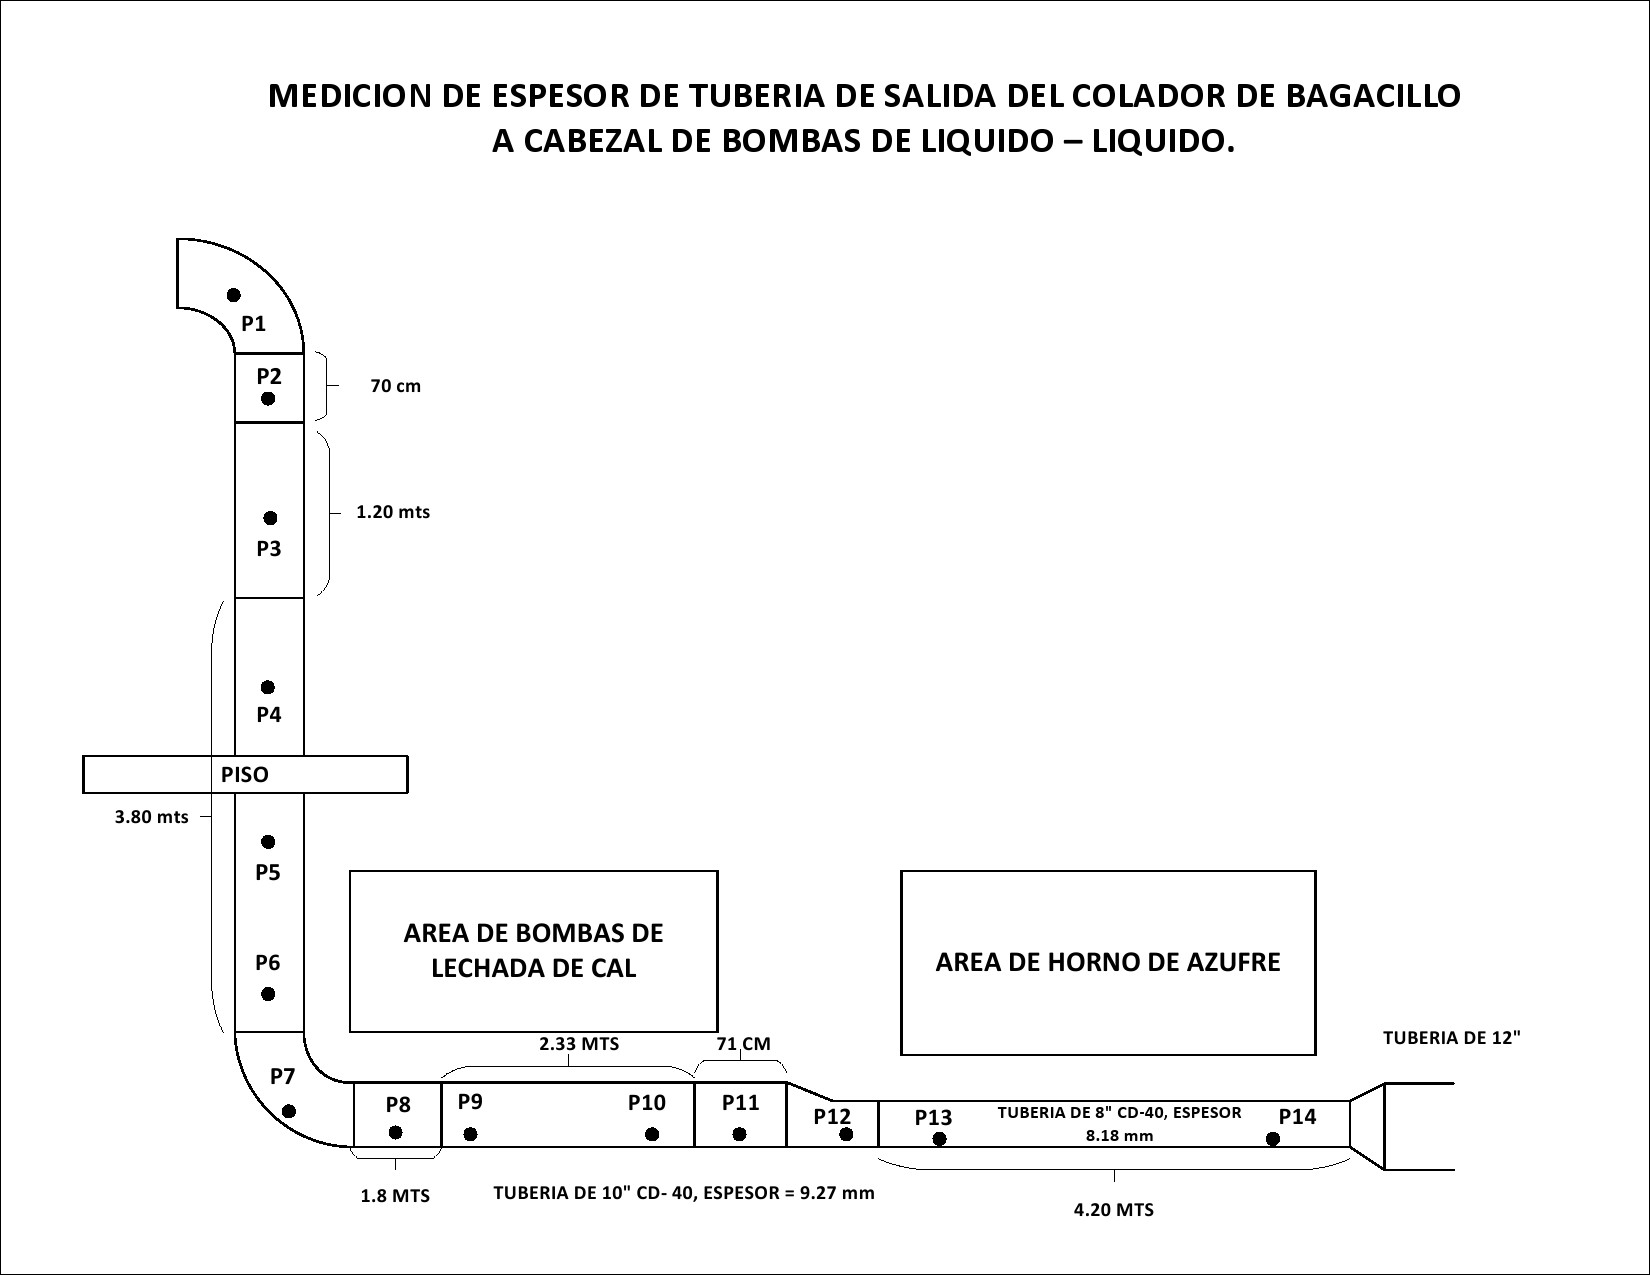 MEDICION DE ESPESOR DE TUBERIA DE SALIDA DEL COLADOR DE BAGACILLO
A CABEZAL DE BOMBAS DE LIQUIDO – LIQUIDO.
P1
P2
70 cm
1.20 mts
P3
P4
PISO
3.80 mts
P5
P6
AREA DE BOMBAS DE
LECHADA DE CAL
AREA DE HORNO DE AZUFRE
TUBERIA DE 12"
2.33 MTS
71 CM
P7
P8
P9
P10
P11
P12
P13
TUBERIA DE 8" CD-40, ESPESOR
8.18 mm
P14
1.8 MTS
TUBERIA DE 10" CD- 40, ESPESOR = 9.27 mm
4.20 MTS